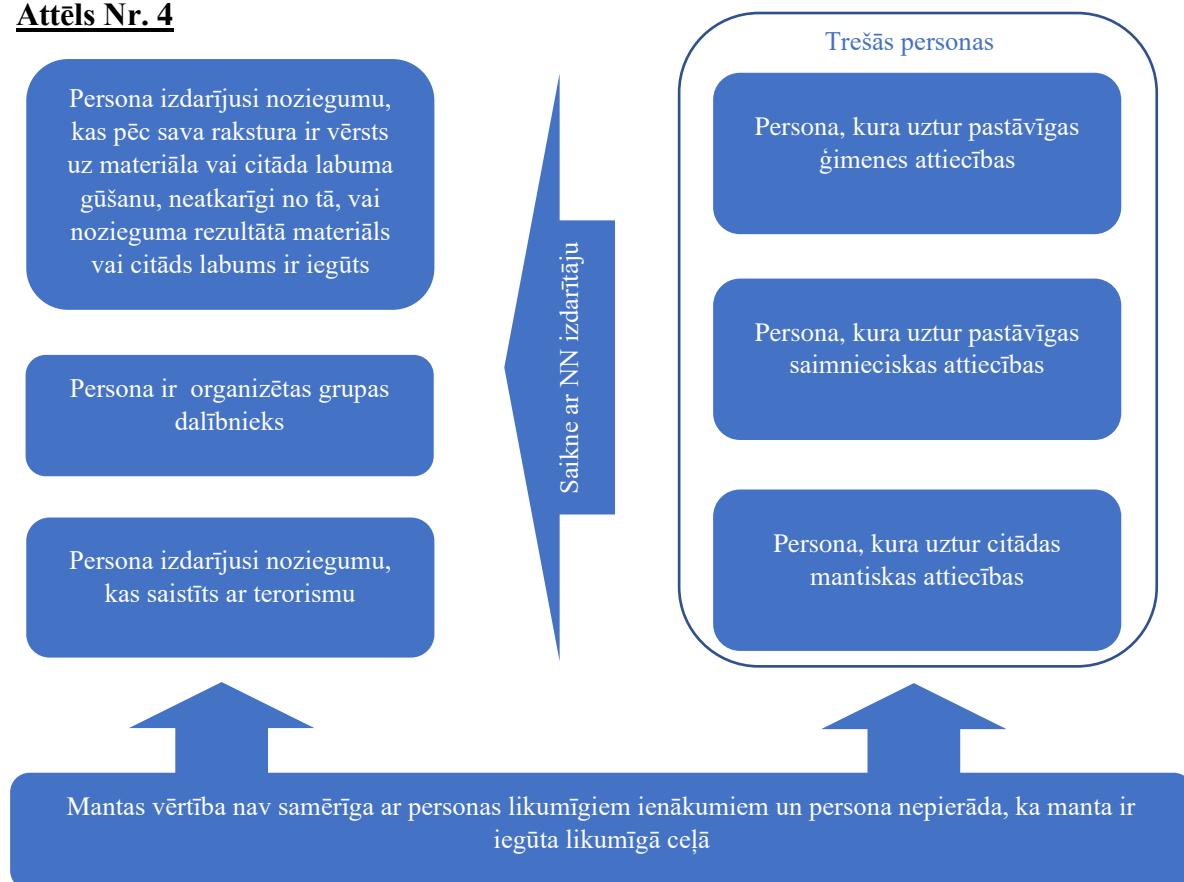 Attēls Nr. 4
Persona izdarījusi noziegumu,
kas pēc sava rakstura ir vērsts
uz materiāla vai citāda labuma
gūšanu, neatkarīgi no tā, vai
nozieguma rezultātā materiāls
vai citāds labums ir iegūts
Persona ir organizētas grupas
dalībnieks
Persona izdarījusi noziegumu,
kas saistīts ar terorismu
Saikne ar NN izdarītāju
Trešās personas
Persona, kura uztur pastāvīgas
ģimenes attiecības
Persona, kura uztur pastāvīgas
saimnieciskas attiecības
Persona, kura uztur citādas
mantiskas attiecības
Mantas vērtība nav samērīga ar personas likumīgiem ienākumiem un persona nepierāda, ka manta ir
iegūta likumīgā ceļā